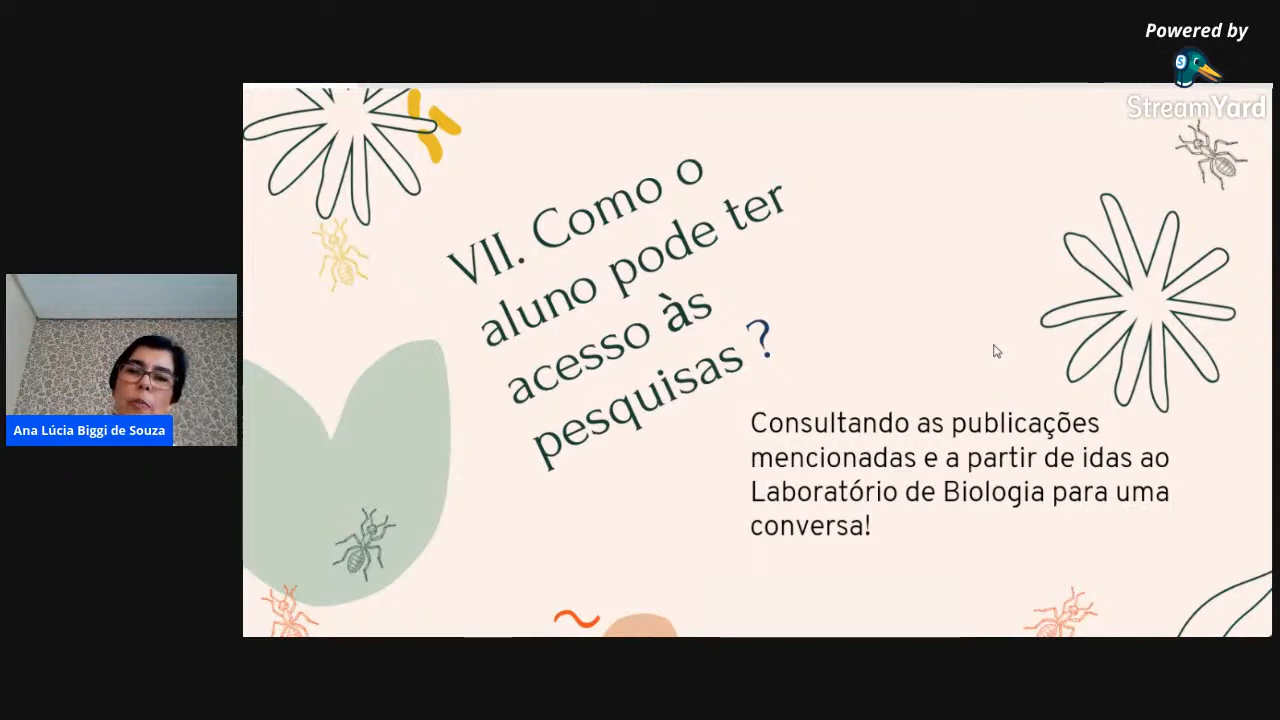 Powered by
StreamYard
VII. Como o
aluno pode ter
acesso às
pesquisas ?
Consultando as publicações
mencionadas e a partir de idas ao
Laboratório de Biologia para uma
conversa!
Ana Lúcia Biggi de Souza